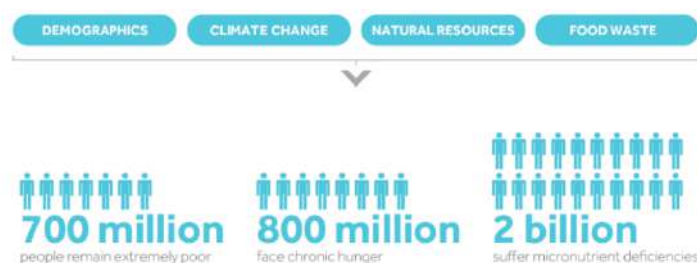 DEMOGRAPHICS
CLIMATE CHANGE
NATURAL RESOURCES
FOOD WASTE
700 million
people remain extremely poor
800 million
face chronic hunger
2 billion
suffer micronutrient deficiencies